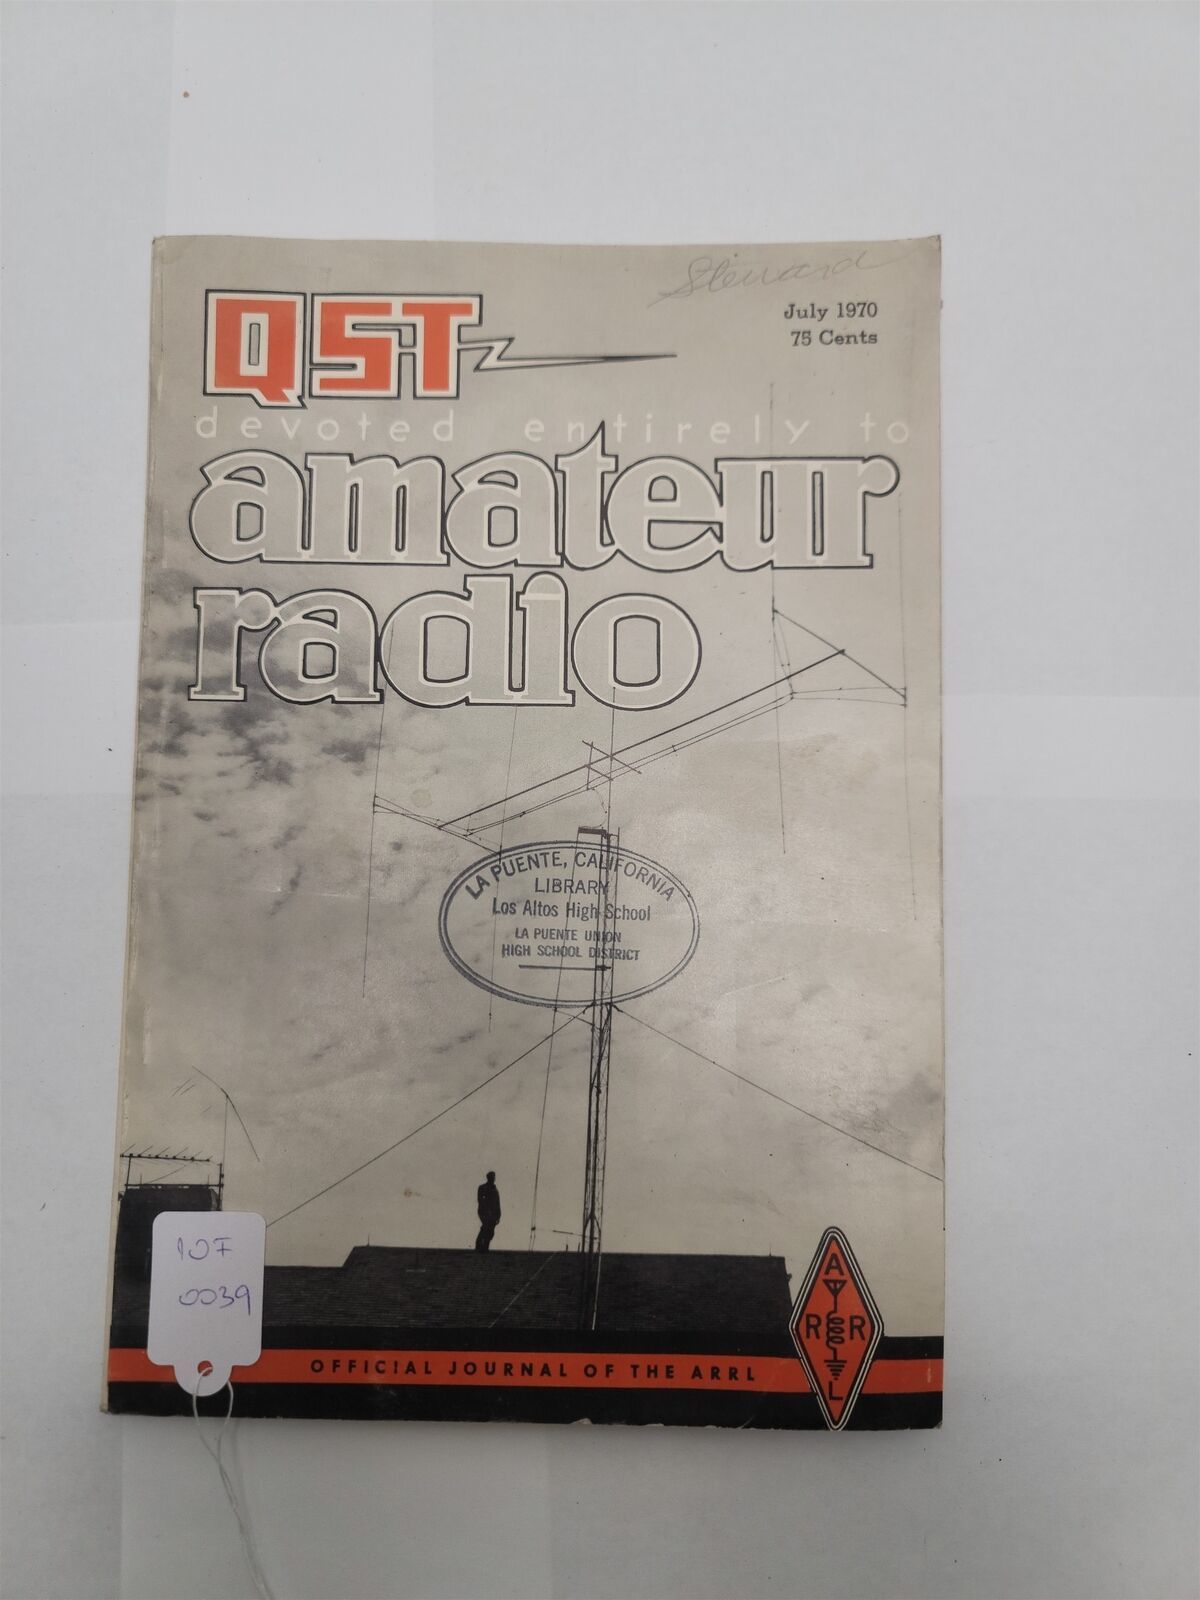 Steward
July 1970
75 Cents
QST
devoted entirely to
amateur
radio
LA PUENTE, CALIFORNIA
LIBRARY
Los Altos High School
LA PUENTE UNION
HIGH SCHOOL DISTRICT
10F
0039
A
R R
L
OFFICIAL JOURNAL OF THE ARRL